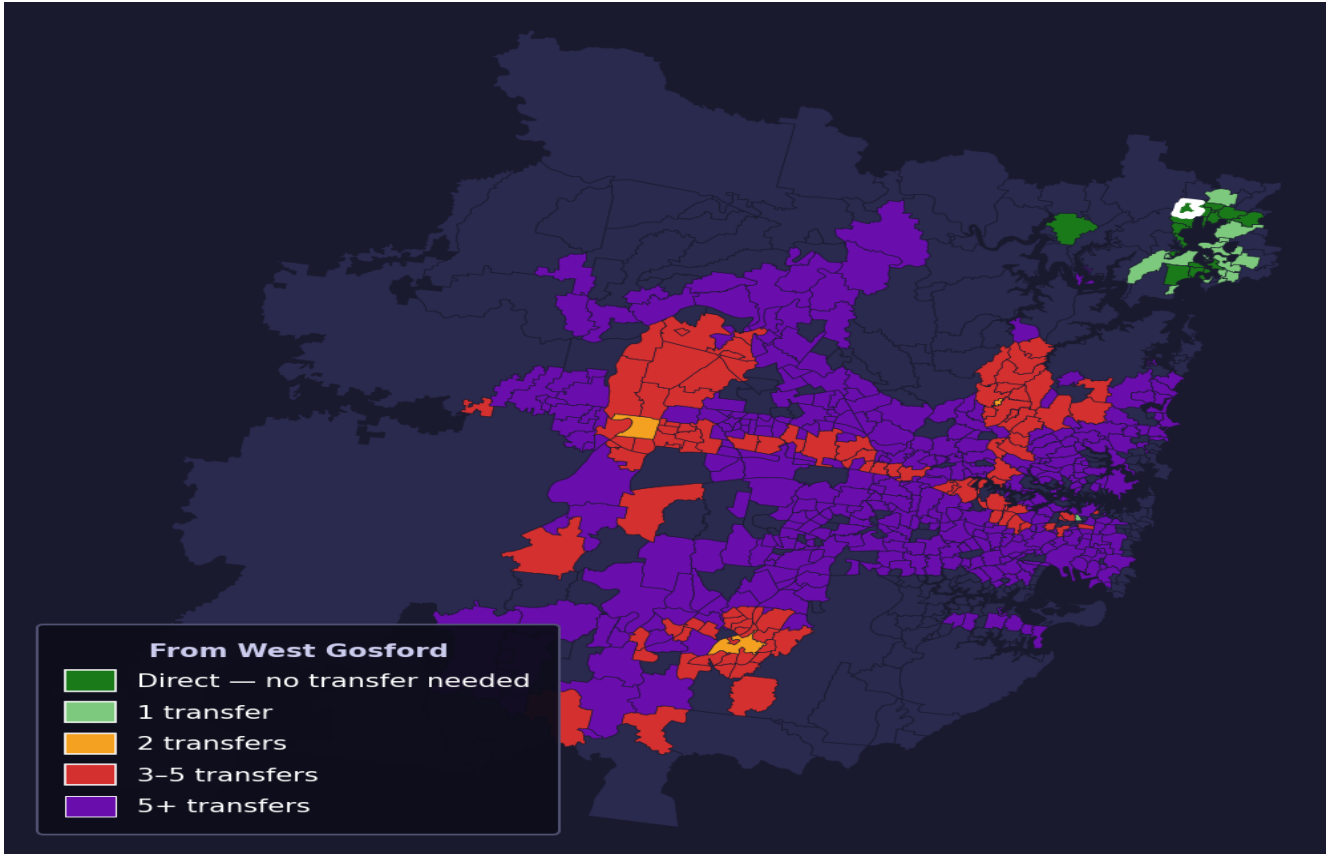 From West Gosford
Direct — no transfer needed
1 transfer
2 transfers
3–5 transfers
5+ transfers